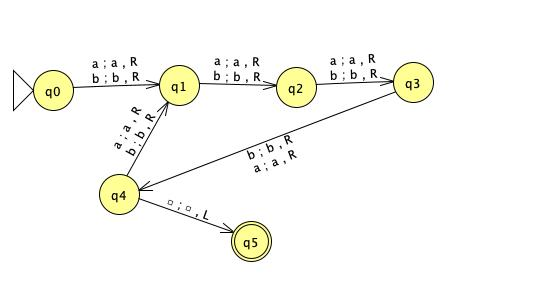 a ; a , R
b ; b , R
a ; a , R
b ; b , R
a ; a , R
b ; b , R
q0
q1
q2
q3
a ; a , R
b ; b , R
b ; b , R
a ; a , R
q4
□ ; □ , L
q5